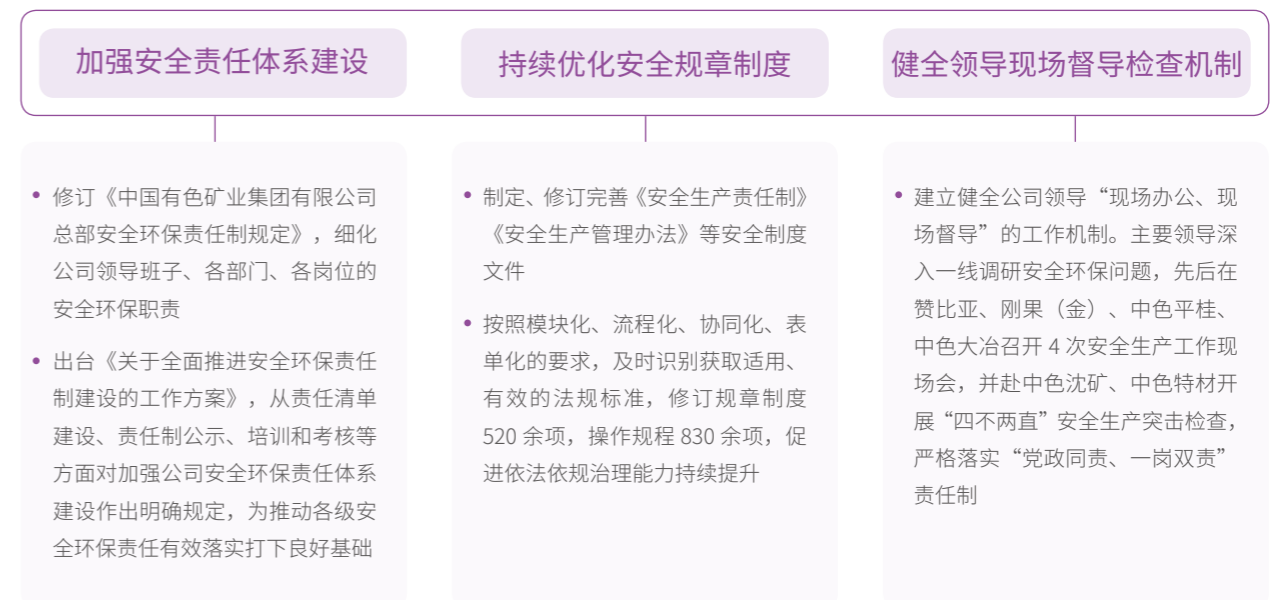 加强安全责任体系建设
持续优化安全规章制度
健全领导现场督导检查机制
• 修订《中国有色矿业集团有限公司
总部安全环保责任制规定》，细化
公司领导班子、各部门、各岗位的
安全环保职责
• 出台《关于全面推进安全环保责任
制建设的工作方案》，从责任清单
建设、责任制公示、培训和考核等
方面对加强公司安全环保责任体系
建设作出明确规定，为推动各级安
全环保责任有效落实打下良好基础
• 制定、修订完善《安全生产责任制》
《安全生产管理办法》等安全制度
文件
• 按照模块化、流程化、协同化、表
单化的要求，及时识别获取适用、
有效的法规标准，修订规章制度
520 余项，操作规程 830 余项，促
进依法依规治理能力持续提升
• 建立健全公司领导“现场办公、现
场督导”的工作机制。主要领导深
入一线调研安全环保问题，先后在
赞比亚、刚果（金）、中色平桂、
中色大冶召开 4 次安全生产工作现
场会，并赴中色沈矿、中色特材开
展“四不两直”安全生产突击检查，
严格落实“党政同责、一岗双责”
责任制